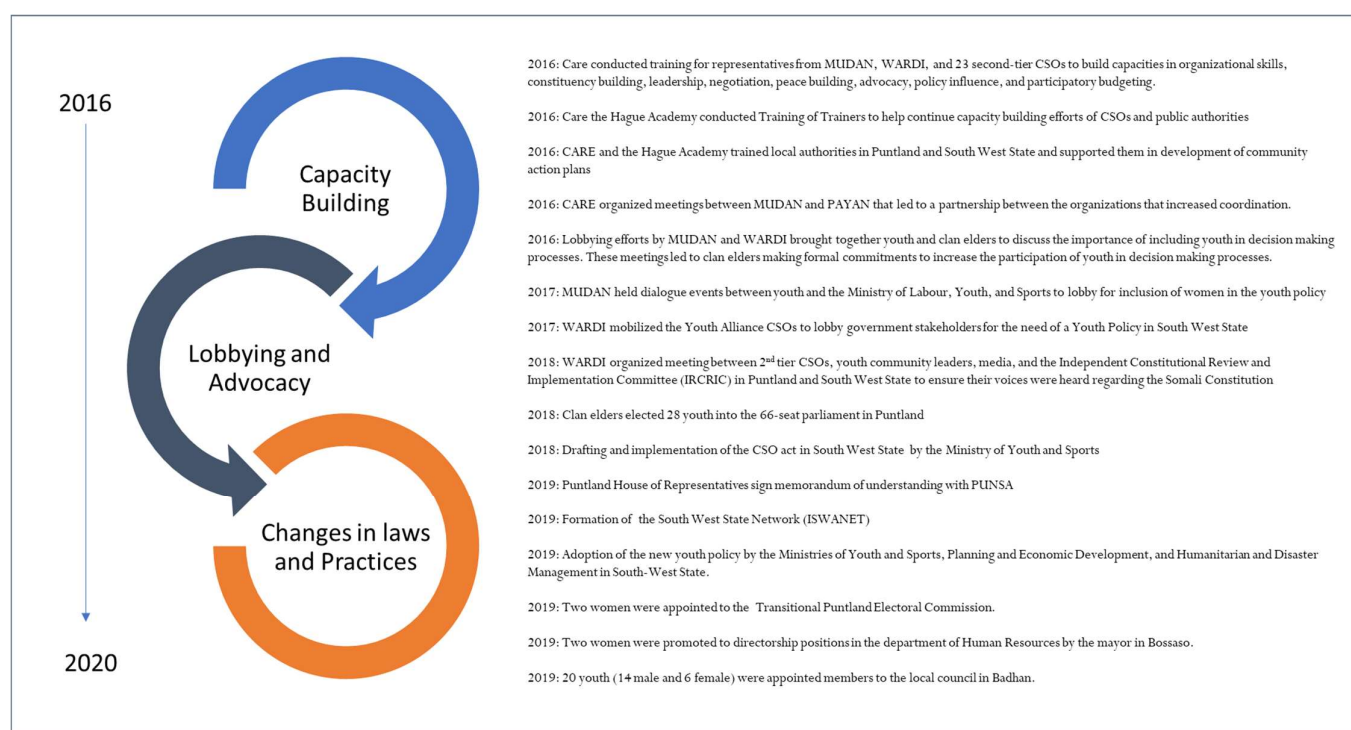 2016
2020
Capacity
Building
Lobbying and
Advocacy
Changes in laws
and Practices
2016: Care conducted training for representatives from MUDAN, WARDI, and 23 second-tier CSOs to build capacities in organizational skills,
constituency building, leadership, negotiation, peace building, advocacy, policy influence, and participatory budgeting.
2016: Care the Hague Academy conducted Training of Trainers to help continue capacity building efforts of CSOs and public authorities
2016: CARE and the Hague Academy trained local authorities in Puntland and South West State and supported them in development of community
action plans
2016: CARE organized meetings between MUDAN and PAYAN that led to a partnership between the organizations that increased coordination.
2016: Lobbying efforts by MUDAN and WARDI brought together youth and clan elders to discuss the importance of including youth in decision making
processes. These meetings led to clan elders making formal commitments to increase the participation of youth in decision making processes.
2017: MUDAN held dialogue events between youth and the Ministry of Labour, Youth, and Sports to lobby for inclusion of women in the youth policy
2017: WARDI mobilized the Youth Alliance CSOs to lobby government stakeholders for the need of a Youth Policy in South West State
2018: WARDI organized meeting between 2nd tier CSOs, youth community leaders, media, and the Independent Constitutional Review and
Implementation Committee (IRCRIC) in Puntland and South West State to ensure their voices were heard regarding the Somali Constitution
2018: Clan elders elected 28 youth into the 66-seat parliament in Puntland
2018: Drafting and implementation of the CSO act in South West State by the Ministry of Youth and Sports
2019: Puntland House of Representatives sign memorandum of understanding with PUNSA
2019: Formation of the South West State Network (ISWANET)
2019: Adoption of the new youth policy by the Ministries of Youth and Sports, Planning and Economic Development, and Humanitarian and Disaster
Management in South-West State.
2019: Two women were appointed to the Transitional Puntland Electoral Commission.
2019: Two women were promoted to directorship positions in the department of Human Resources by the mayor in Bossaso.
2019: 20 youth (14 male and 6 female) were appointed members to the local council in Badhan.